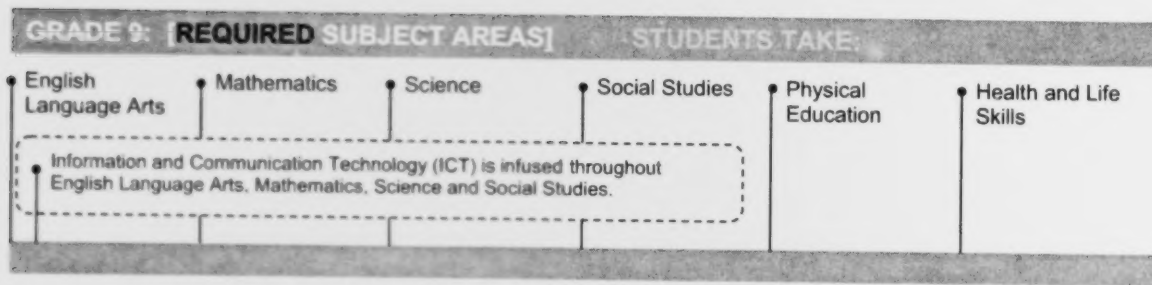 GRADE 9: [REQUIRED SUBJECT AREAS] STUDENTS TAKE:
English
Language Arts
Mathematics
Science
Social Studies
Physical
Education
Health and Life
Skills
Information and Communication Technology (ICT) is infused throughout
English Language Arts, Mathematics, Science and Social Studies.